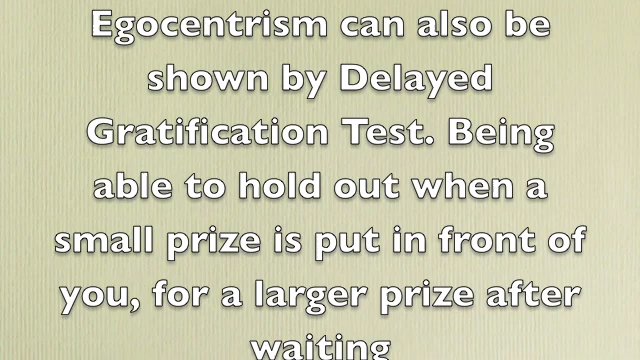 Egocentrism can also be
shown by Delayed
Gratification Test. Being
able to hold out when a
small prize is put in front of
you, for a larger prize after
waiting